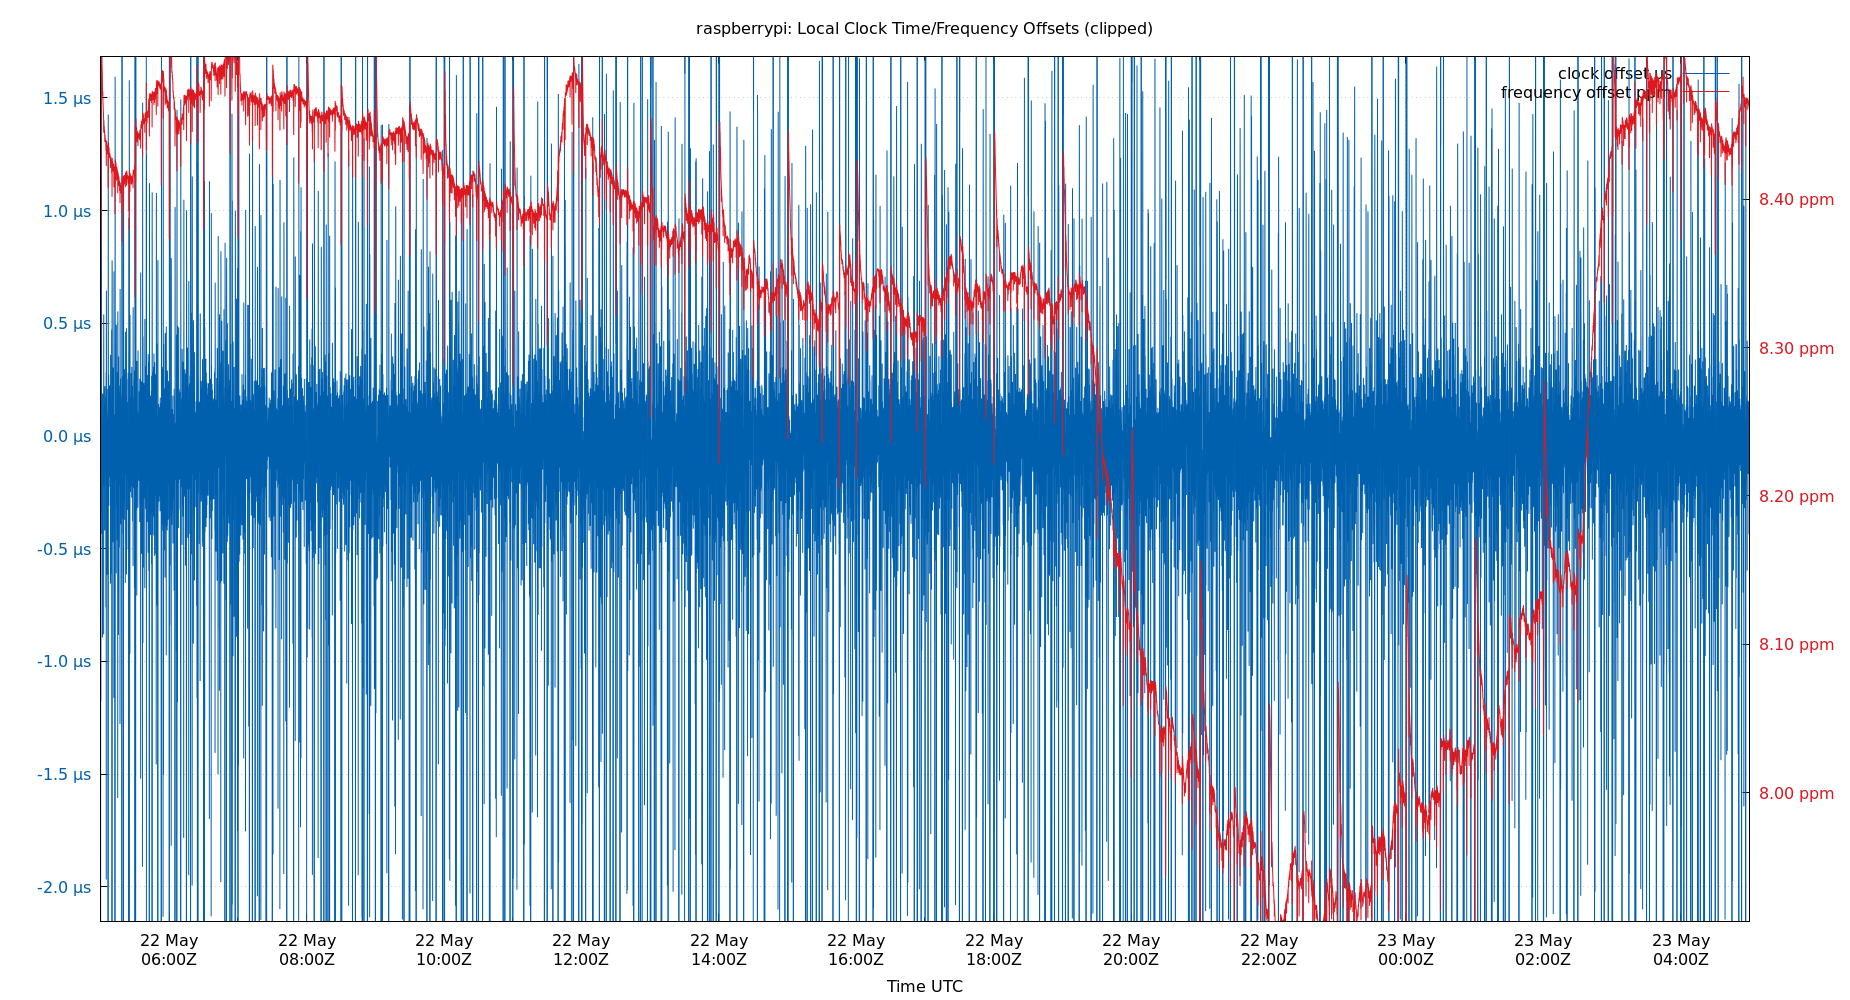 raspberrypi: Local Clock Time/Frequency Offsets (clipped)
clock offset us
frequency offset ppm
1.5 µs
1.0 µs
0.5 µs
0.0 µs
-0.5 µs
-1.0 µs
-1.5 µs
-2.0 µs
8.40 ppm
8.30 ppm
8.20 ppm
8.10 ppm
8.00 ppm
22 May 22 May 22 May 22 May 22 May 22 May 22 May 22 May 22 May 23 May 23 May 23 May
06:00Z 08:00Z 10:00Z 12:00Z 14:00Z 16:00Z 18:00Z 20:00Z 22:00Z 00:00Z 02:00Z 04:00Z
Time UTC